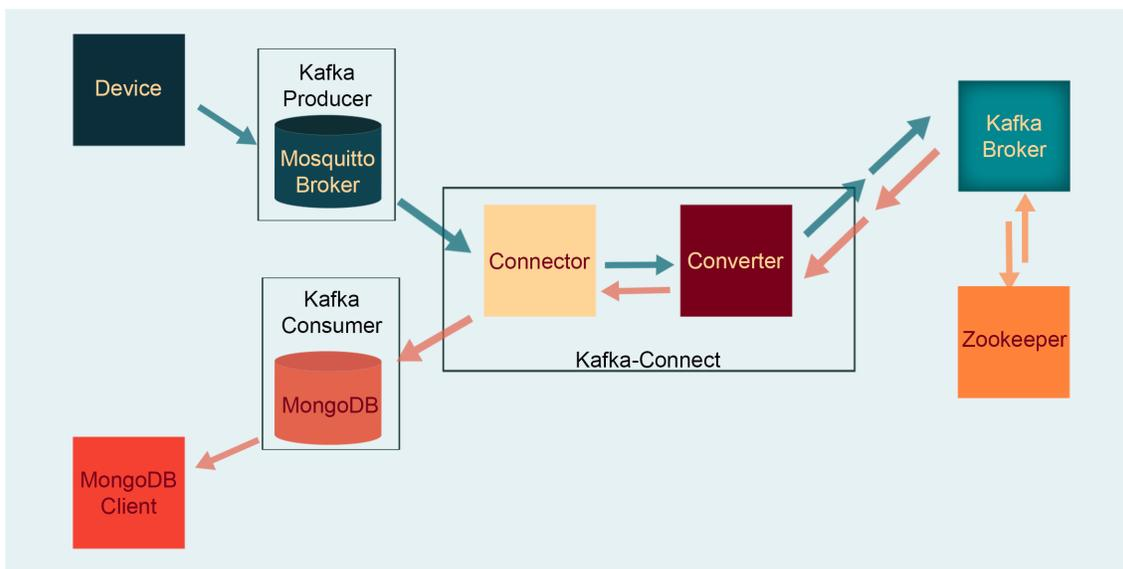 Device
Kafka
Producer
Mosquitto
Broker
Kafka
Broker
Connector
Converter
Kafka-Connect
Kafka
Consumer
MongoDB
Zookeeper
MongoDB
Client